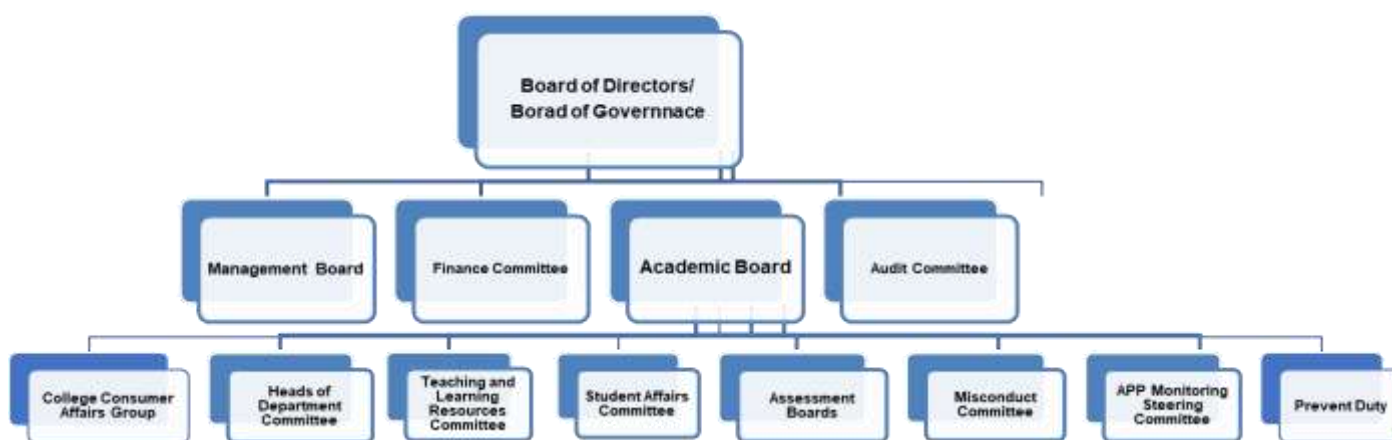 Board of Directors/
Borad of Governnace
Management Board
Finance Committee
Academic Board
Audit Committee
College Consumer
Affairs Group
Heads of
Department
Committee
Teaching and
Learning
Resources
Committee
Student Affairs
Committee
Assessment
Boards
Misconduct
Committee
APP Monitoring
Steering
Committee
Prevent Duty